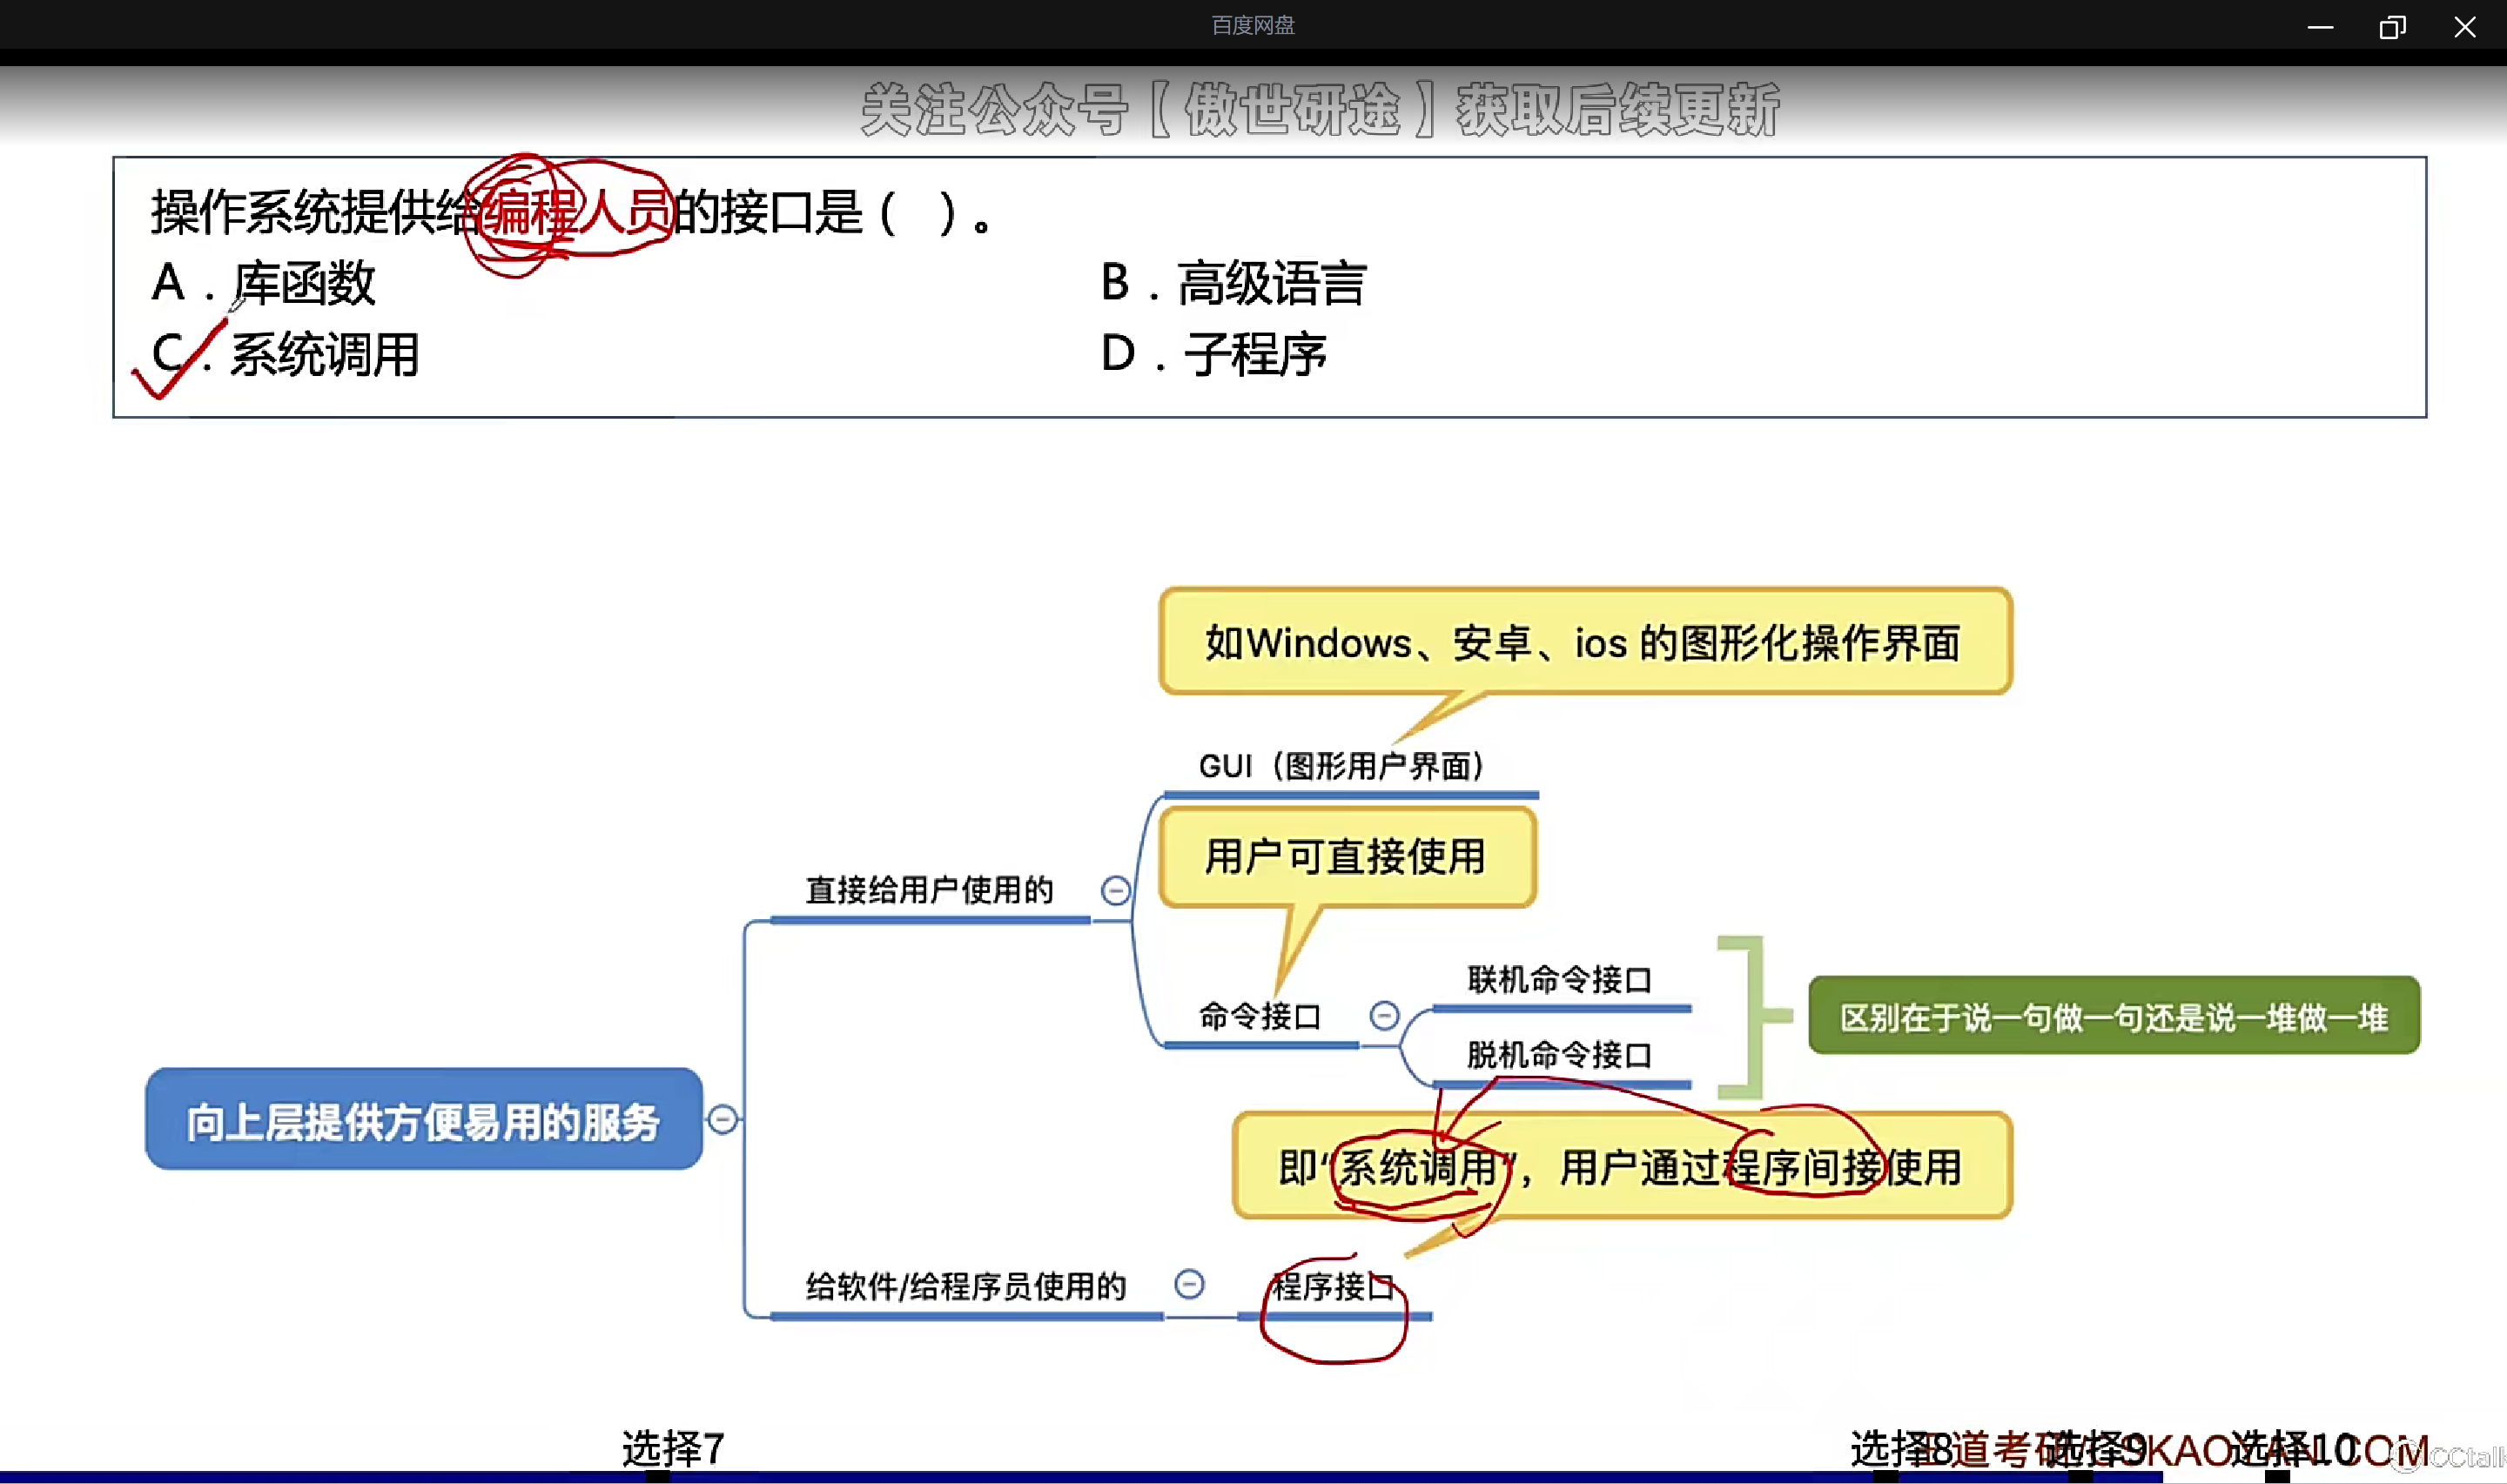 百度网盘
关注公众号【傲世研途】获取后续更新
操作系统提供给编程人员的接口是（ ）。
A．库函数
B．高级语言
C．系统调用
D．子程序
如Windows、安卓、ios 的图形化操作界面
GUI（图形用户界面）
用户可直接使用
直接给用户使用的
联机命令接口
命令接口
区别在于说一句做一句还是说一堆做一堆
脱机命令接口
向上层提供方便易用的服务
即“系统调用”，用户通过程序间接使用
给软件/给程序员使用的
程序接口
选择7
选择8
选择9
选择10
CCtalk